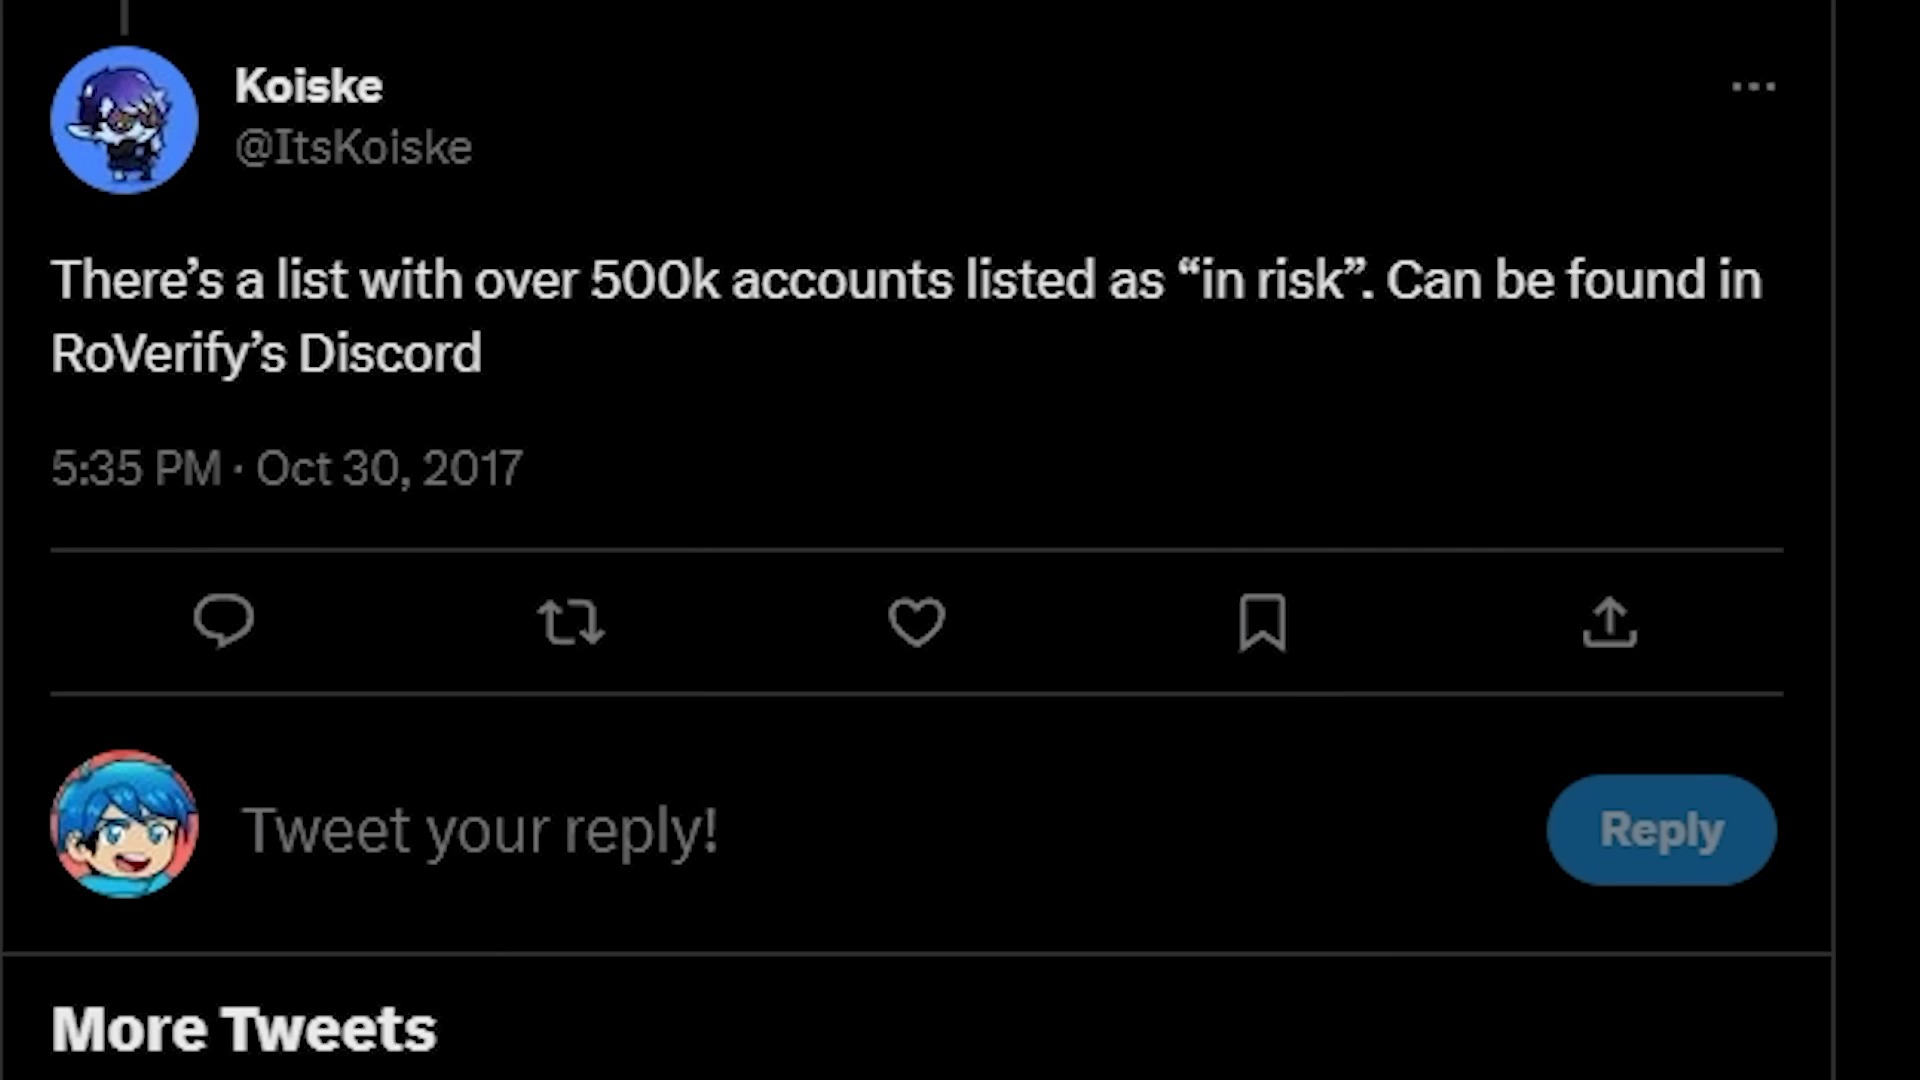 Koiske
@ItsKoiske
There’s a list with over 500k accounts listed as “in risk”. Can be found in
RoVerify’s Discord
5:35 PM · Oct 30, 2017
Tweet your reply!
Reply
More Tweets